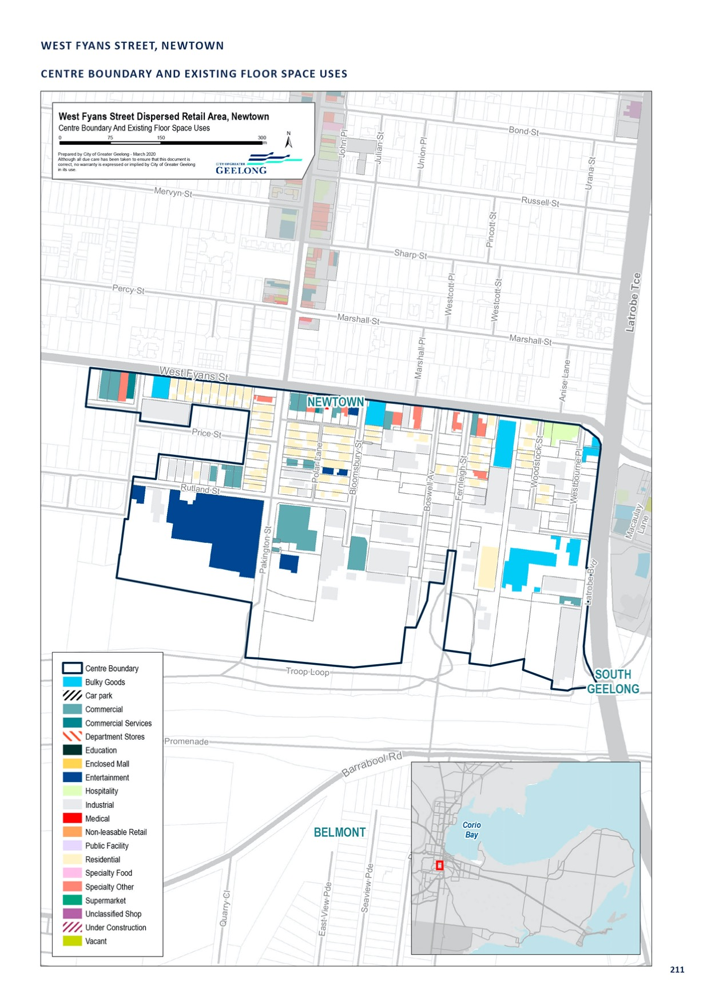 WEST FYANS STREET, NEWTOWN
CENTRE BOUNDARY AND EXISTING FLOOR SPACE USES
West Fyans Street Dispersed Retail Area, Newtown
Centre Boundary And Existing Floor Space Uses
0 75 150 300
m
N
Prepared by City of Greater Geelong - March 2020
Although all due care has been taken to ensure that this document is
correct, no warranty is expressed or implied by City of Greater Geelong
in its use.
CITY OF GREATER
GEELONG
John Pl
Julian St
Union Pl
Bond St
Urana St
Mervyn St
Russell St
Pincott St
Sharp St
Percy St
Westcott Pl
Westcott St
Latrobe Tce
Marshall St
Marshall St
Marshall Pl
Anise Lane
West Fyans St
NEWTOWN
Price St
Polar Lane
Bloomsbury St
Boswell Av
Fernleigh St
Woodstock St
Westbourne Pl
Rutland St
Pakington St
Macaulay
Lane
Latrobe Blvd
Troop Loop
SOUTH
GEELONG
Centre Boundary
Bulky Goods
Car park
Commercial
Commercial Services
Department Stores
Education
Enclosed Mall
Entertainment
Hospitality
Industrial
Medical
Non-leasable Retail
Public Facility
Residential
Specialty Food
Specialty Other
Supermarket
Unclassified Shop
Under Construction
Vacant
Promenade
Barrabool Rd
BELMONT
Quarry Cl
East View Pde
Seaview Pde
Corio
Bay
211